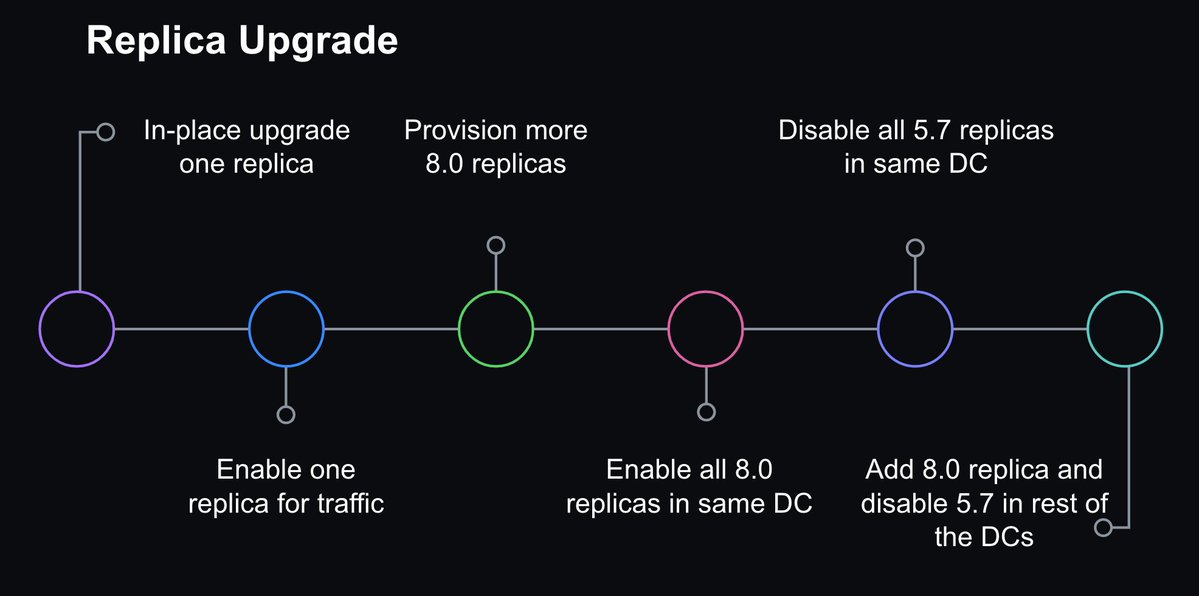 Replica Upgrade
In-place upgrade
one replica
Enable one
replica for traffic
Provision more
8.0 replicas
Enable all 8.0
replicas in same DC
Disable all 5.7 replicas
in same DC
Add 8.0 replica and
disable 5.7 in rest of
the DCs